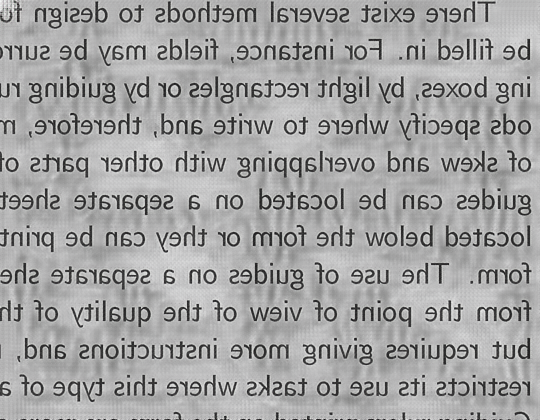 There exist several methods to design fo
be filled in. For instance, fields may be surro
ing boxes, by light rectangles or by guiding ru
ods specify where to write and, therefore, m
of skew and overlapping with other parts of
guides can be located on a separate sheet
located below the form or they can be print
form. The use of guides on a separate she
from the point of view of the quality of th
but requires giving more instructions and,
restricts its use to tasks where this type of a